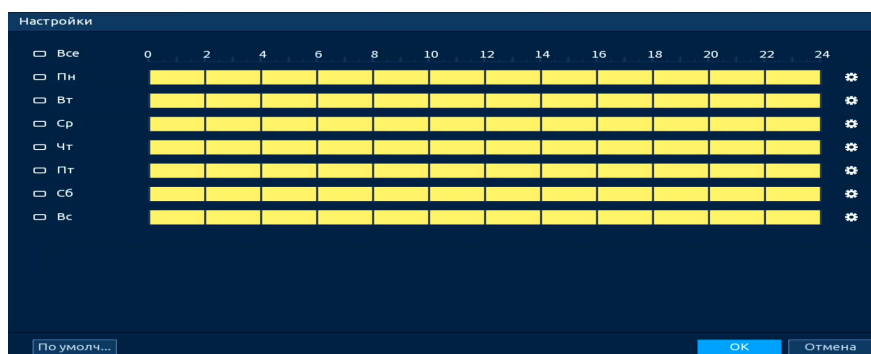 Настройки
Все 0 2 4 6 8 10 12 14 16 18 20 22 24
Пн
Вт
Ср
Чт
Пт
Сб
Вс
По умолч... OK Отмена